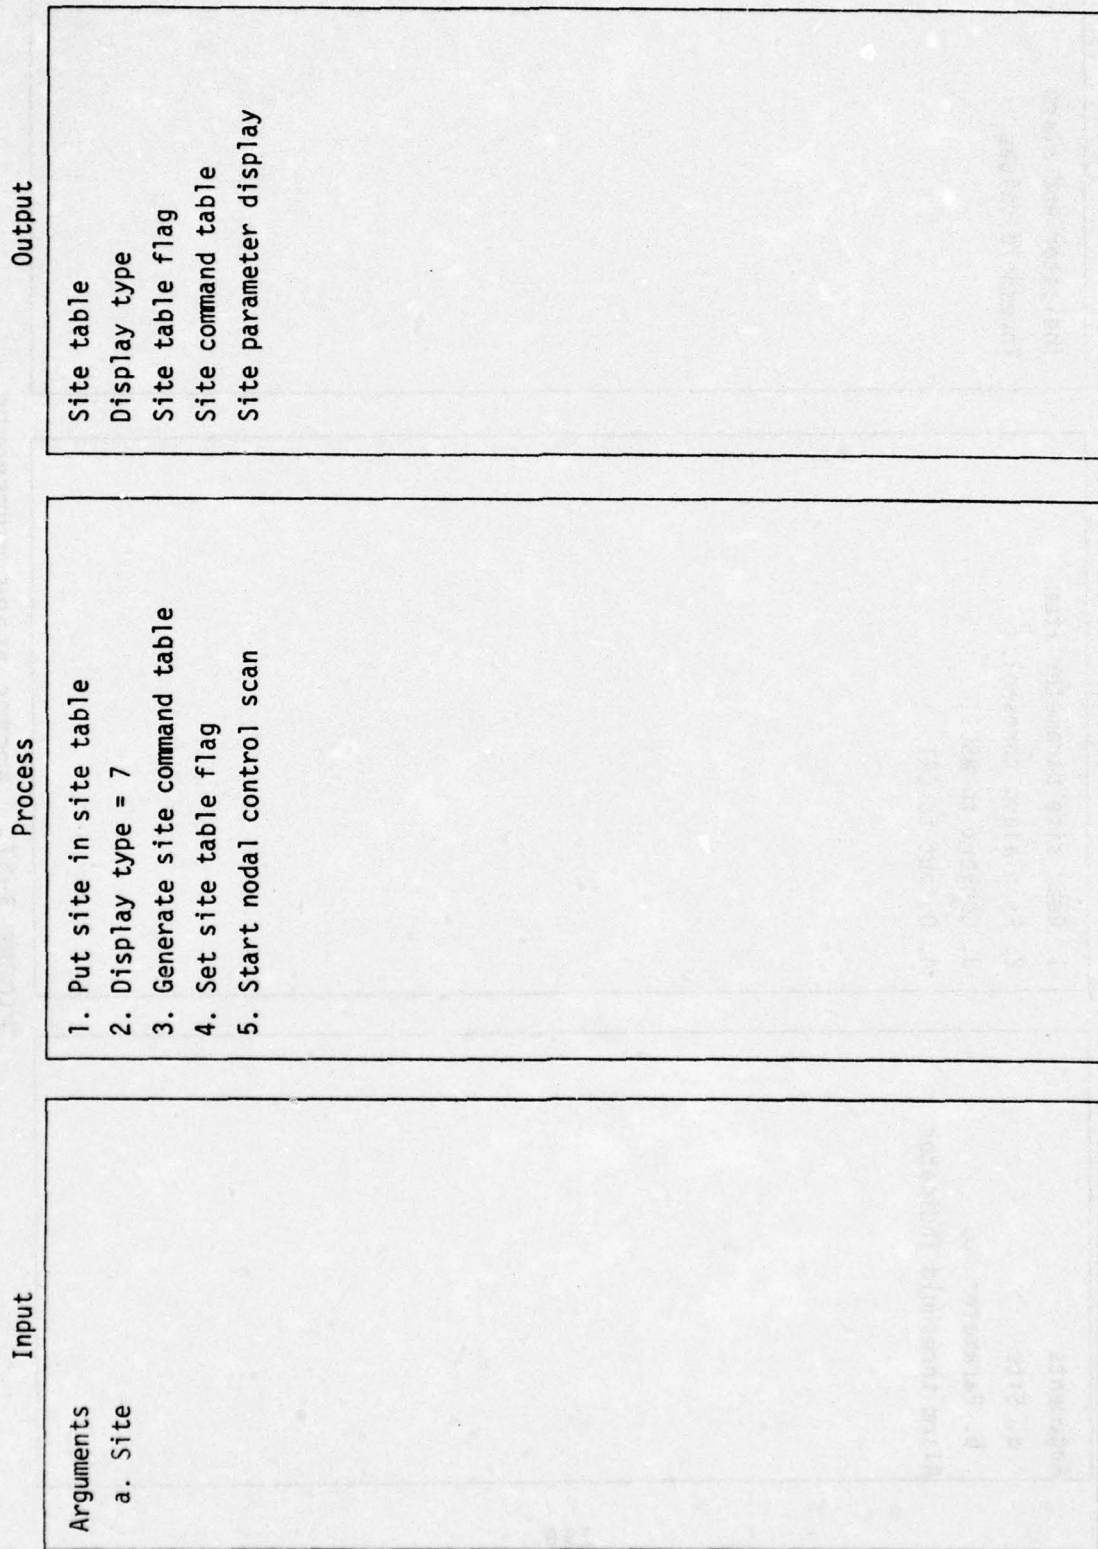 Input
Arguments
a. Site
Process
1. Put site in site table
2. Display type = 7
3. Generate site command table
4. Set site table flag
5. Start nodal control scan
Output
Site table
Display type
Site table flag
Site command table
Site parameter display